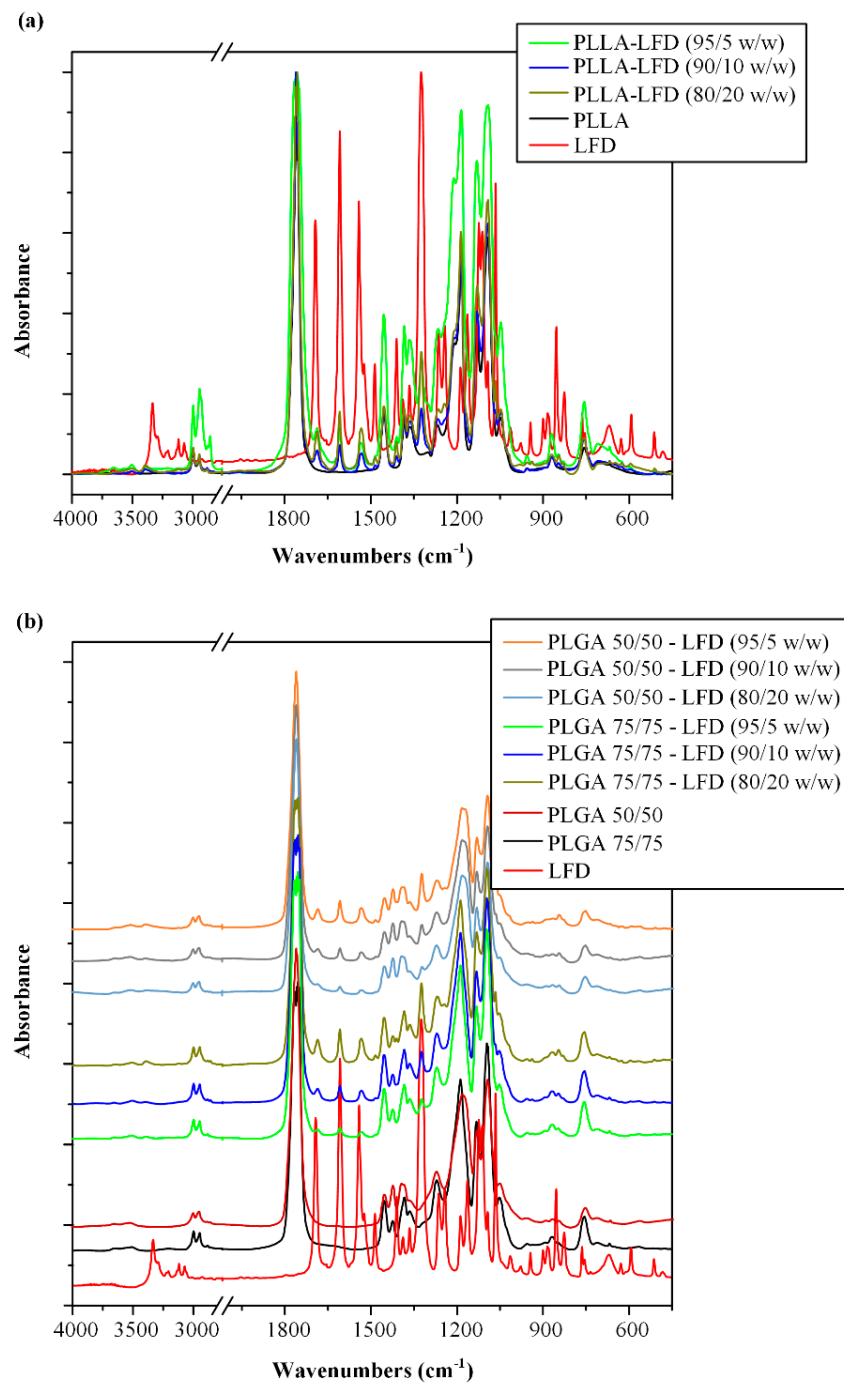 (a)
PLLA-LFD (95/5 w/w)
PLLA-LFD (90/10 w/w)
PLLA-LFD (80/20 w/w)
PLLA
LFD
Absorbance
4000 3500 3000 1800 1500 1200 900 600
Wavenumbers (cm⁻¹)
(b)
PLGA 50/50 - LFD (95/5 w/w)
PLGA 50/50 - LFD (90/10 w/w)
PLGA 50/50 - LFD (80/20 w/w)
PLGA 75/75 - LFD (95/5 w/w)
PLGA 75/75 - LFD (90/10 w/w)
PLGA 75/75 - LFD (80/20 w/w)
PLGA 50/50
PLGA 75/75
LFD
Absorbance
4000 3500 3000 1800 1500 1200 900 600
Wavenumbers (cm⁻¹)